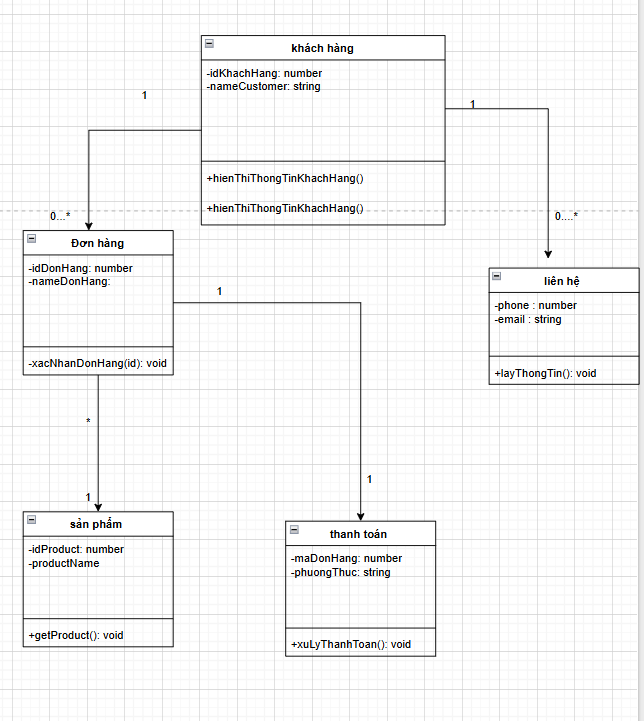 khách hàng
-idKhachHang: number
-nameCustomer: string
+hienThiThongTinKhachHang()
+hienThiThongTinKhachHang()
1
1
0...*
0....*
Đơn hàng
-idDonHang: number
-nameDonHang:
-xacNhanDonHang(id): void
liên hệ
-phone : number
-email : string
+layThongTin(): void
1
*
1
1
sản phẩm
-idProduct: number
-productName
+getProduct(): void
thanh toán
-maDonHang: number
-phuongThuc: string
+xuLyThanhToan(): void